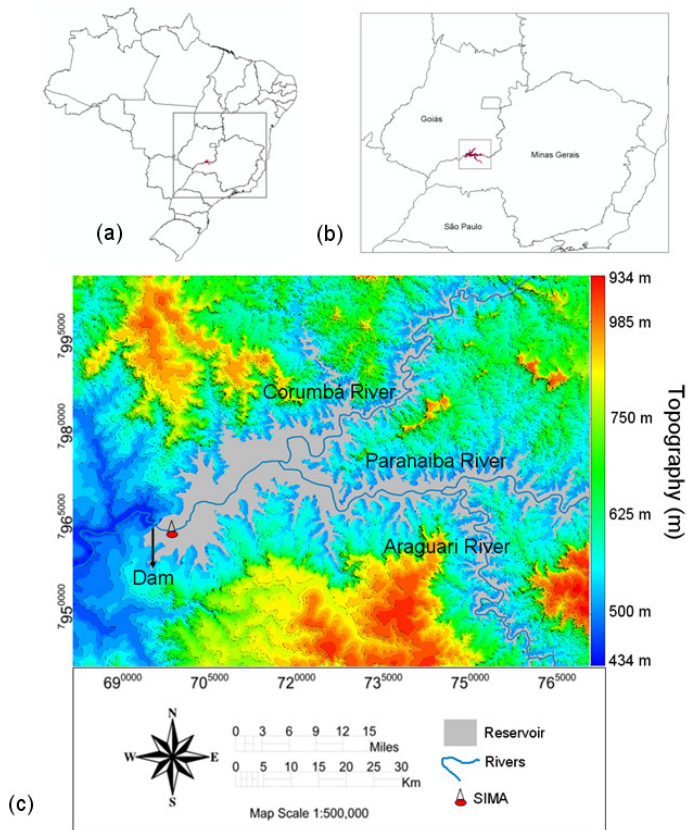 (a)
Goiás
Minas Gerais
São Paulo
(b)
934 m
985 m
750 m
625 m
500 m
434 m
Topography (m)
799⁵⁰⁰⁰
798⁰⁰⁰⁰
796⁵⁰⁰⁰
795⁰⁰⁰⁰
Corumbá River
Paranaiba River
Araguari River
Dam
69⁰⁰⁰⁰
70⁵⁰⁰⁰
72⁰⁰⁰⁰
73⁵⁰⁰⁰
75⁰⁰⁰⁰
76⁵⁰⁰⁰
N
W
E
S
0 3 6 9 12 15
Miles
0 5 10 15 20 25 30
Km
Map Scale 1:500,000
Reservoir
Rivers
SIMA
(c)